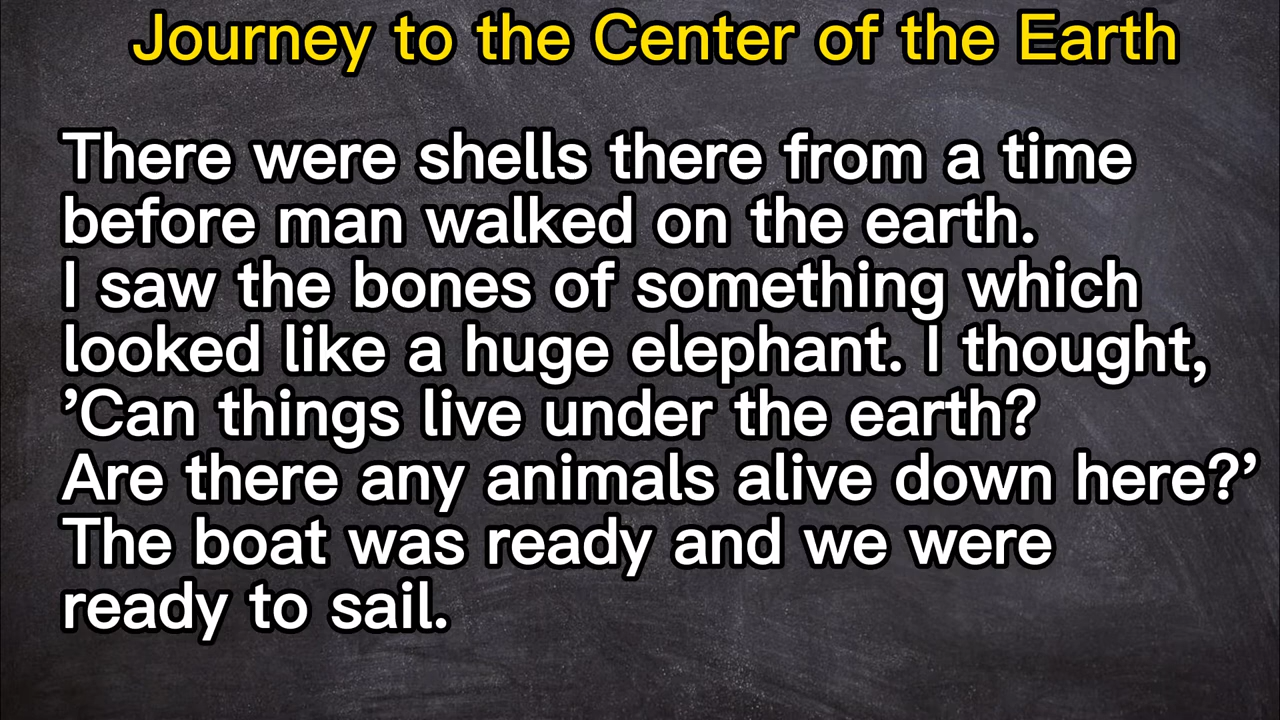 Journey to the Center of the Earth
There were shells there from a time
before man walked on the earth.
I saw the bones of something which
looked like a huge elephant. I thought,
’Can things live under the earth?
Are there any animals alive down here?’
The boat was ready and we were
ready to sail.